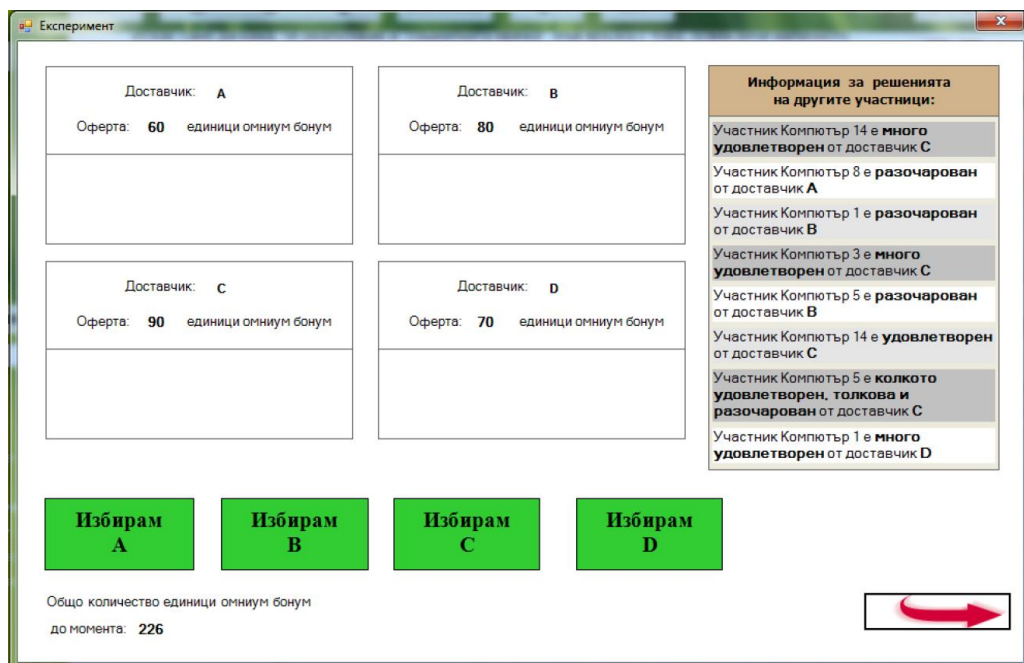 Експеримент
Доставчик: A
Оферта: 60 единици омниум бонум
Доставчик: B
Оферта: 80 единици омниум бонум
Доставчик: C
Оферта: 90 единици омниум бонум
Доставчик: D
Оферта: 70 единици омниум бонум
Информация за решенията
на другите участници:
Участник Компютър 14 е много
удовлетворен от доставчик C
Участник Компютър 8 е разочарован
от доставчик A
Участник Компютър 1 е разочарован
от доставчик B
Участник Компютър 3 е много
удовлетворен от доставчик C
Участник Компютър 5 е разочарован
от доставчик B
Участник Компютър 14 е удовлетворен
от доставчик C
Участник Компютър 5 е колкото
удовлетворен, толкова и
разочарован от доставчик C
Участник Компютър 1 е много
удовлетворен от доставчик D
Избирам
A
Избирам
B
Избирам
C
Избирам
D
Общо количество единици омниум бонум
до момента: 226